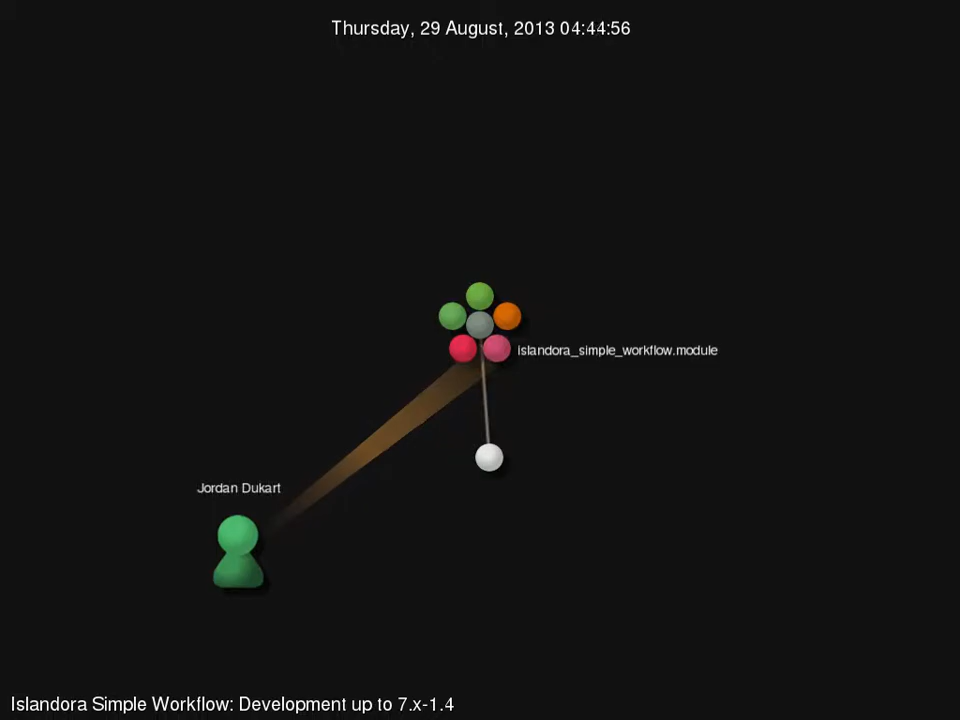 Thursday, 29 August, 2013 04:44:56
islandora_simple_workflow.module
Jordan Dukart
Islandora Simple Workflow: Development up to 7.x-1.4